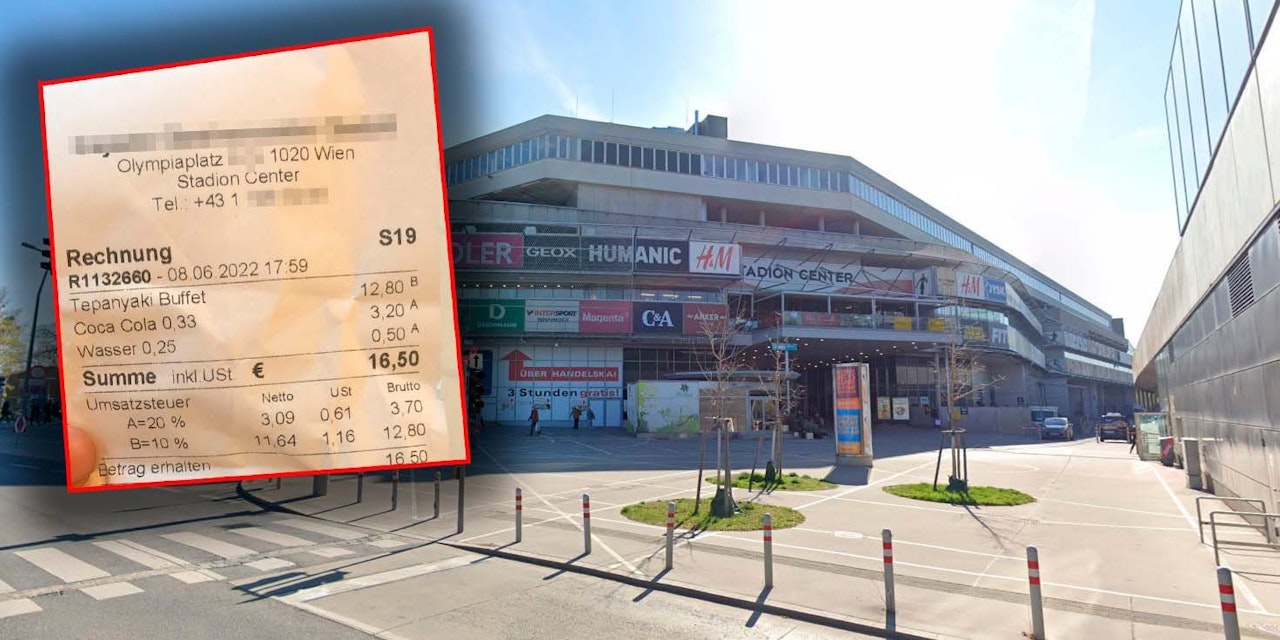 Olympiaplatz 1020 Wien
Stadion Center
Tel.: +43 1
Rechnung S19
R1132660 - 08.06.2022 17:59
Tepanyaki Buffet 12,80 B
Coca Cola 0,33 3,20 A
Wasser 0,25 0,50 A
Summe inkl.USt € 16,50
Umsatzsteuer Netto USt Brutto
A=20 % 3,09 0,61 3,70
B=10 % 11,64 1,16 12,80
Betrag erhalten 16,50
DLER GEOX HUMANIC H&M
TADION CENTER
H&M
D INTERSPORT Magenta C&A
ÜBER HANDELSKAI
3 Stunden gratis!